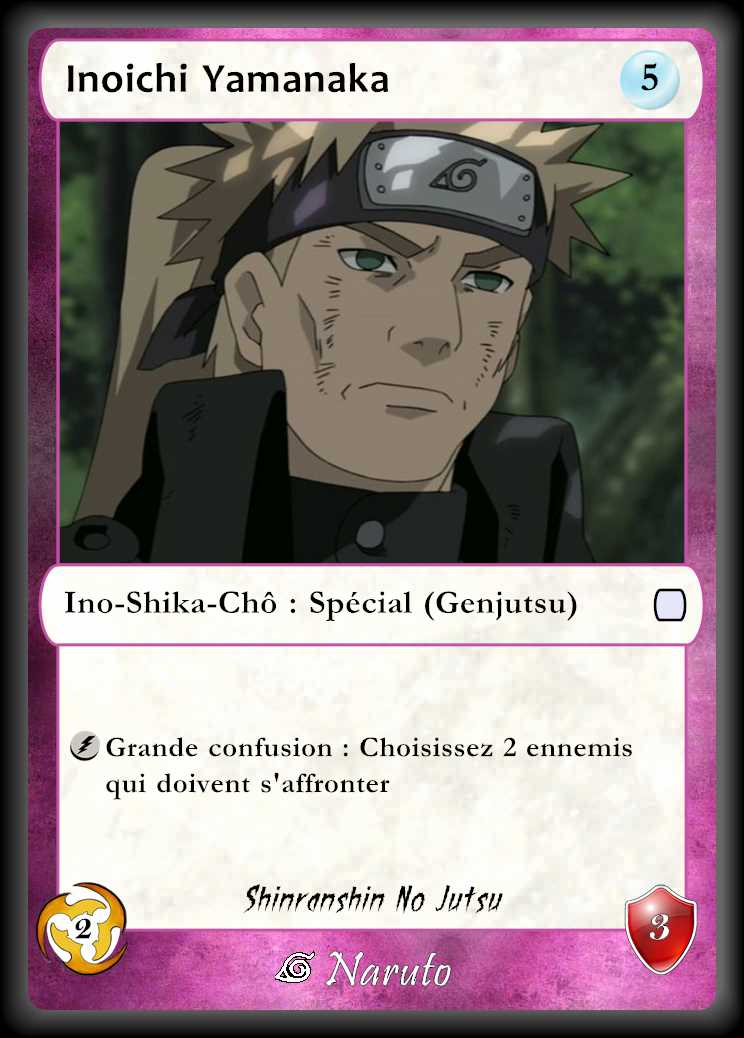 Inoichi Yamanaka
5
Ino-Shika-Chô : Spécial (Genjutsu)
Grande confusion : Choisissez 2 ennemis
qui doivent s'affronter
Shinranshin No Jutsu
2
3
Naruto